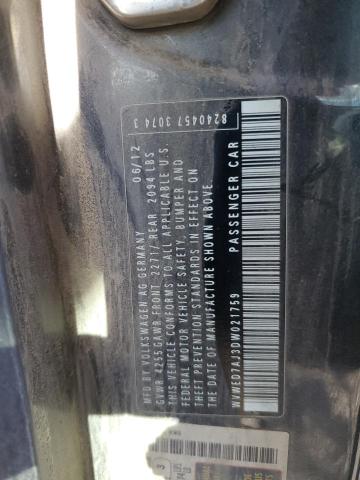 8240457 3074 3
06/12
MFD BY VOLKSWAGEN AG GERMANY
GVWR 4255 GAWR FRONT 2271 / REAR 2094 LBS
THIS VEHICLE CONFORMS TO ALL APPLICABLE U.S.
FEDERAL MOTOR VEHICLE SAFETY, BUMPER AND
THEFT PREVENTION STANDARDS IN EFFECT ON THE
DATE OF MANUFACTURE SHOWN ABOVE.
WVWED7AJ3DW021759
PASSENGER CAR